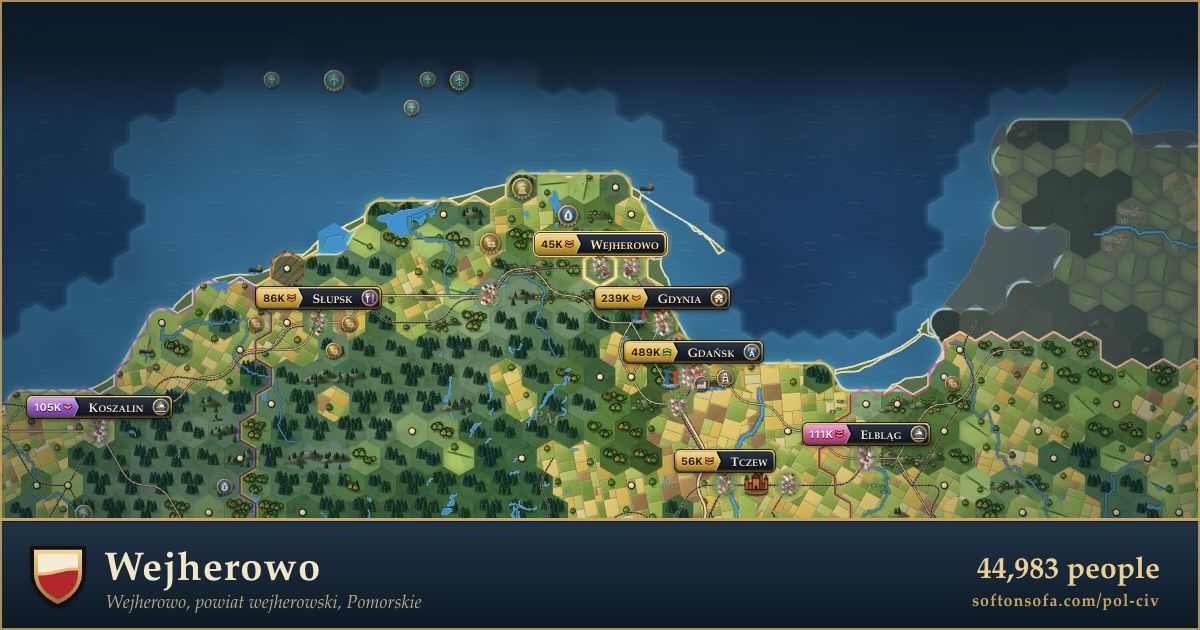 45K Wejherowo
86K Słupsk
239K Gdynia
489K Gdańsk
105K Koszalin
111K Elbląg
56K Tczew
Wejherowo
Wejherowo, powiat wejherowski, Pomorskie
44,983 people
softonsofa.com/pol-civ